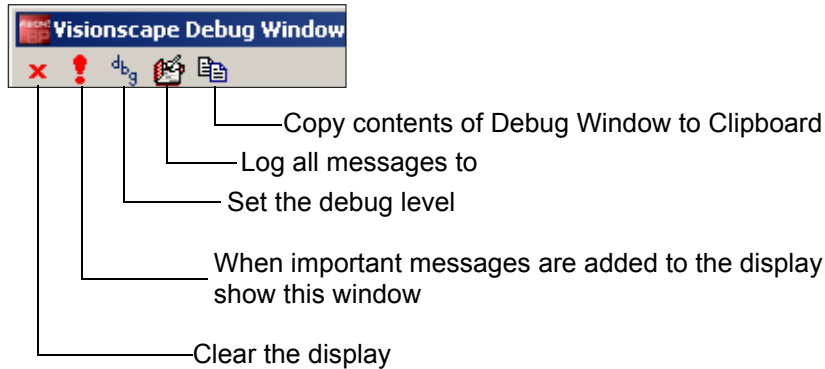 Visionscape Debug Window
dbg
Copy contents of Debug Window to Clipboard
Log all messages to
Set the debug level
When important messages are added to the display
show this window
Clear the display